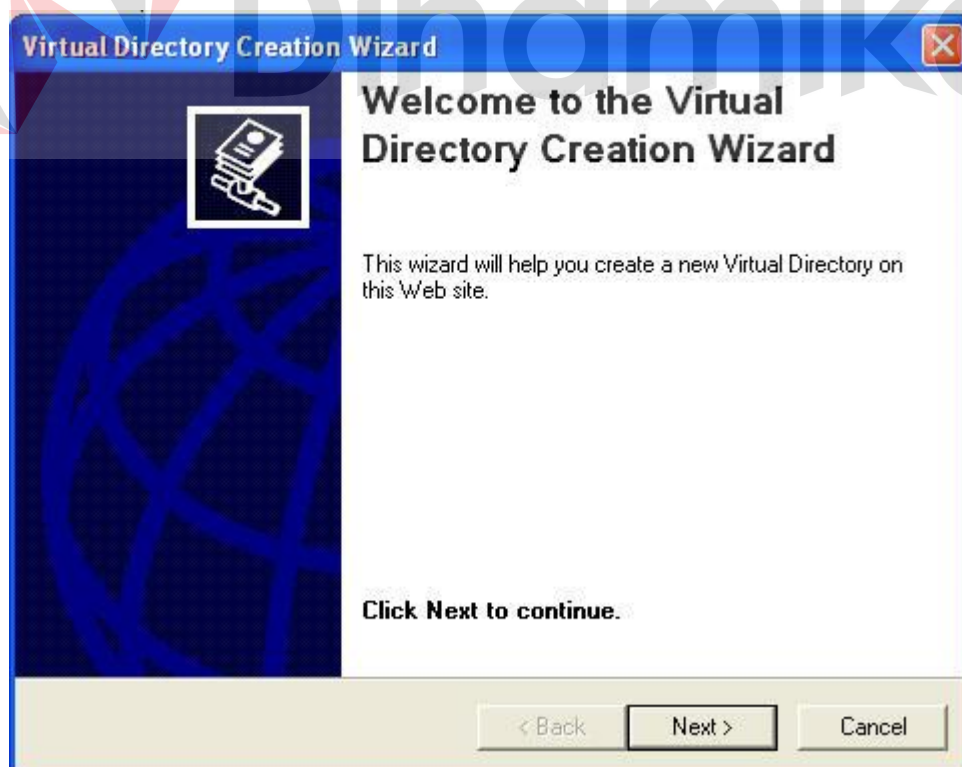 Virtual Directory Creation Wizard
Welcome to the Virtual
Directory Creation Wizard
This wizard will help you create a new Virtual Directory on
this Web site.
Click Next to continue.
< Back
Next >
Cancel